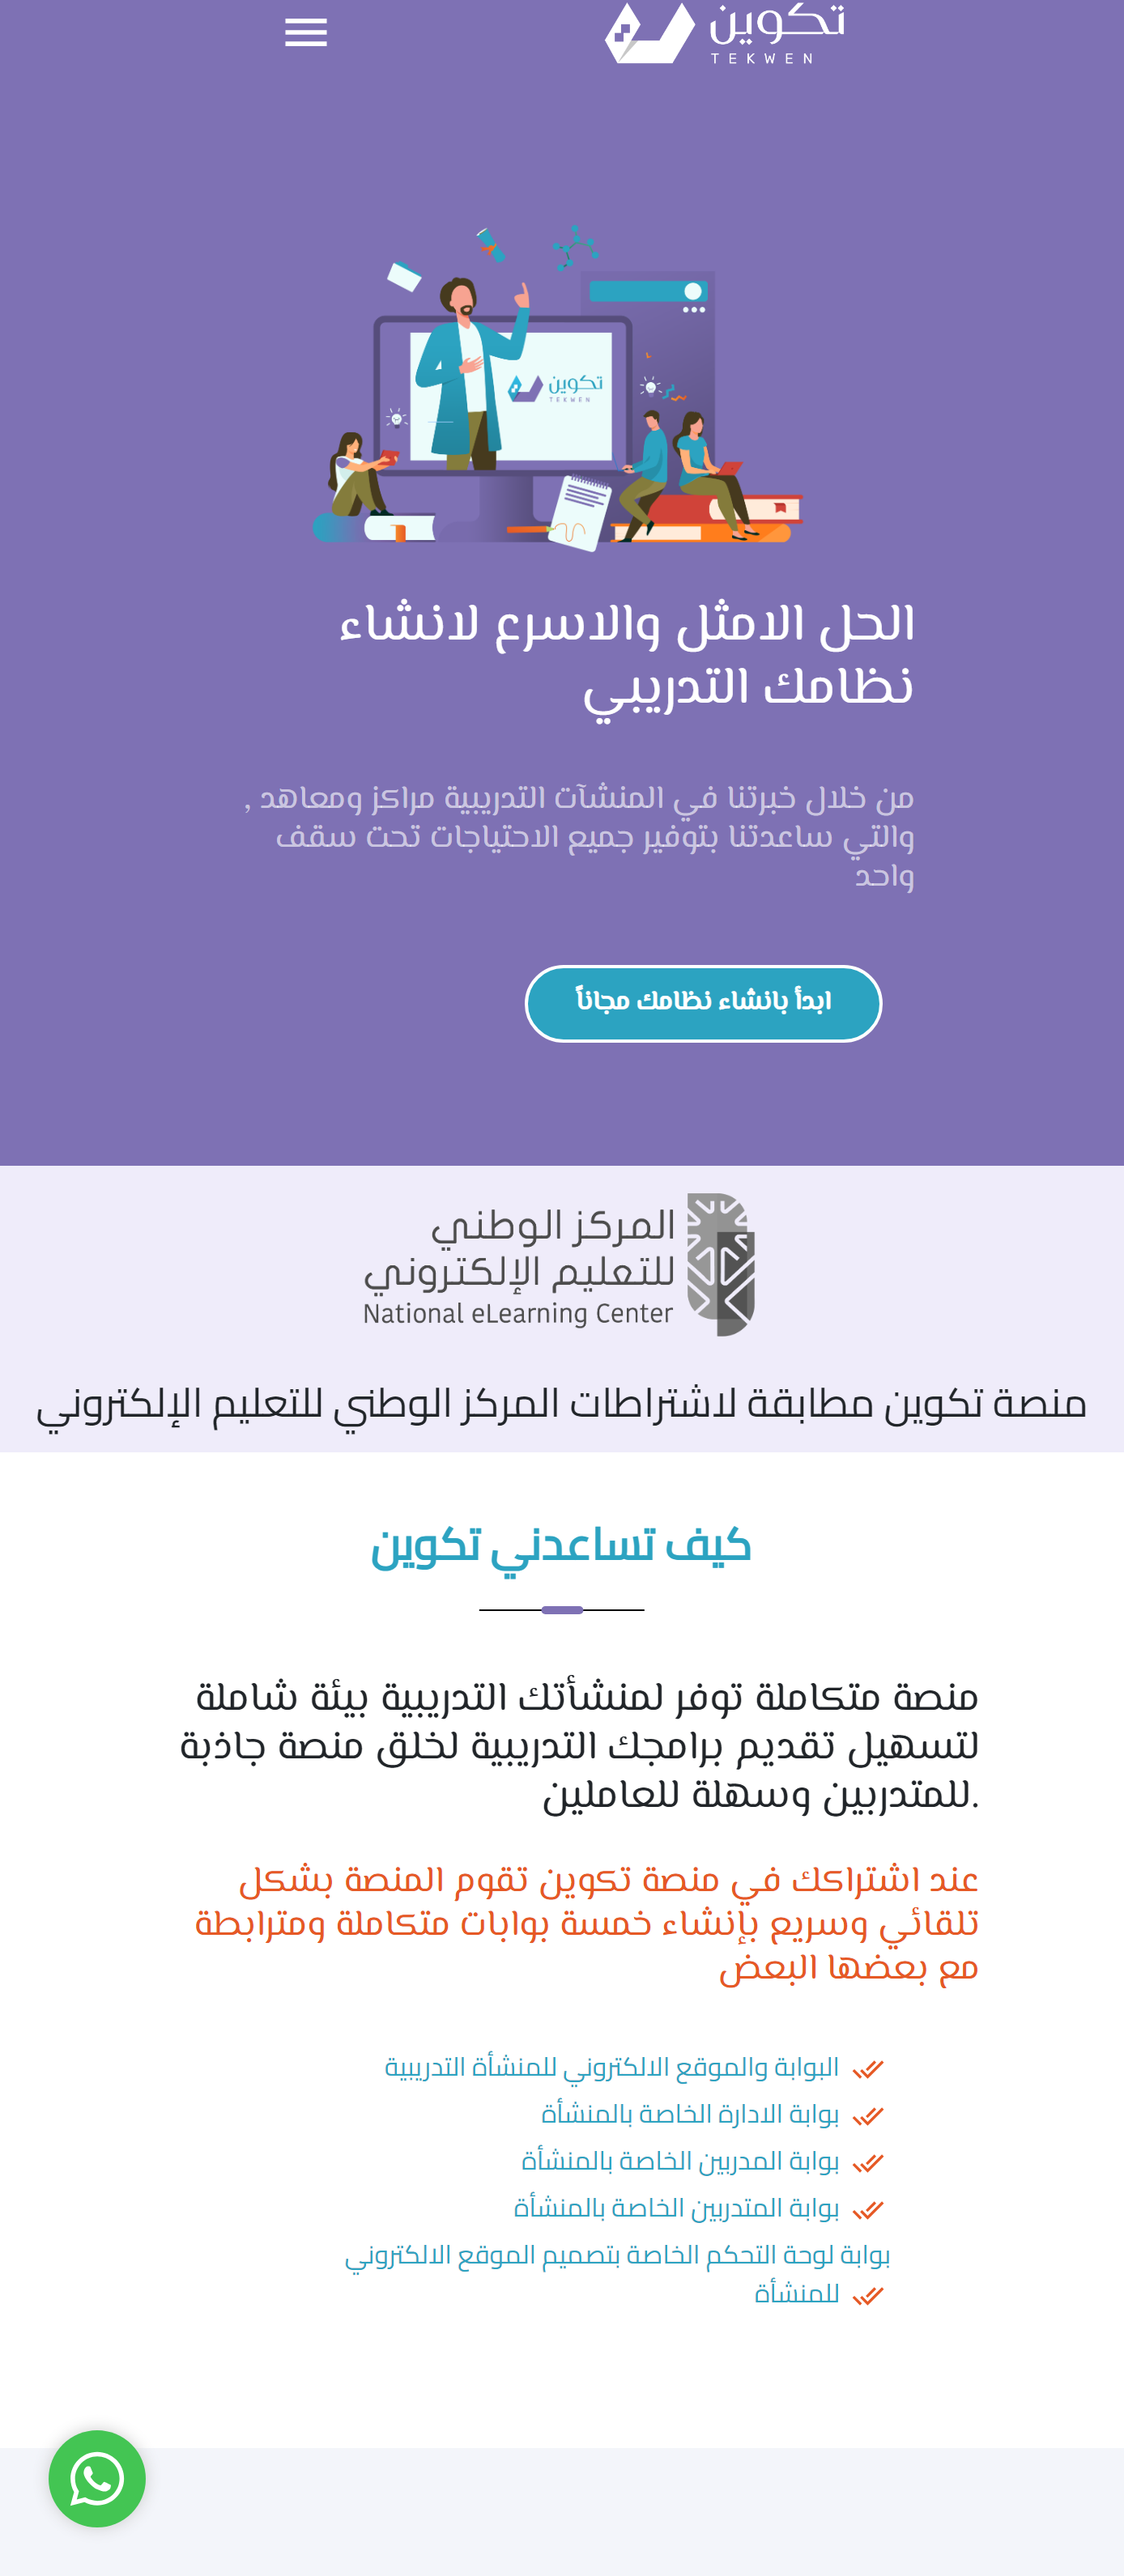 تكوين
TEKWEN
تكوين
TEKWEN
الحل الامثل والاسرع لانشاء
نظامك التدريبي
من خلال خبرتنا في المنشآت التدريبية مراكز ومعاهد ,
والتي ساعدتنا بتوفير جميع الاحتياجات تحت سقف
واحد
ابدأ بانشاء نظامك مجاناً
المركز الوطني
للتعليم الإلكتروني
National eLearning Center
منصة تكوين مطابقة لاشتراطات المركز الوطني للتعليم الإلكتروني
كيف تساعدني تكوين
منصة متكاملة توفر لمنشأتك التدريبية بيئة شاملة
لتسهيل تقديم برامجك التدريبية لخلق منصة جاذبة
.للمتدربين وسهلة للعاملين
عند اشتراكك في منصة تكوين تقوم المنصة بشكل
تلقائي وسريع بإنشاء خمسة بوابات متكاملة ومترابطة
مع بعضها البعض
البوابة والموقع الالكتروني للمنشأة التدريبية
بوابة الادارة الخاصة بالمنشأة
بوابة المدربين الخاصة بالمنشأة
بوابة المتدربين الخاصة بالمنشأة
بوابة لوحة التحكم الخاصة بتصميم الموقع الالكتروني
للمنشأة